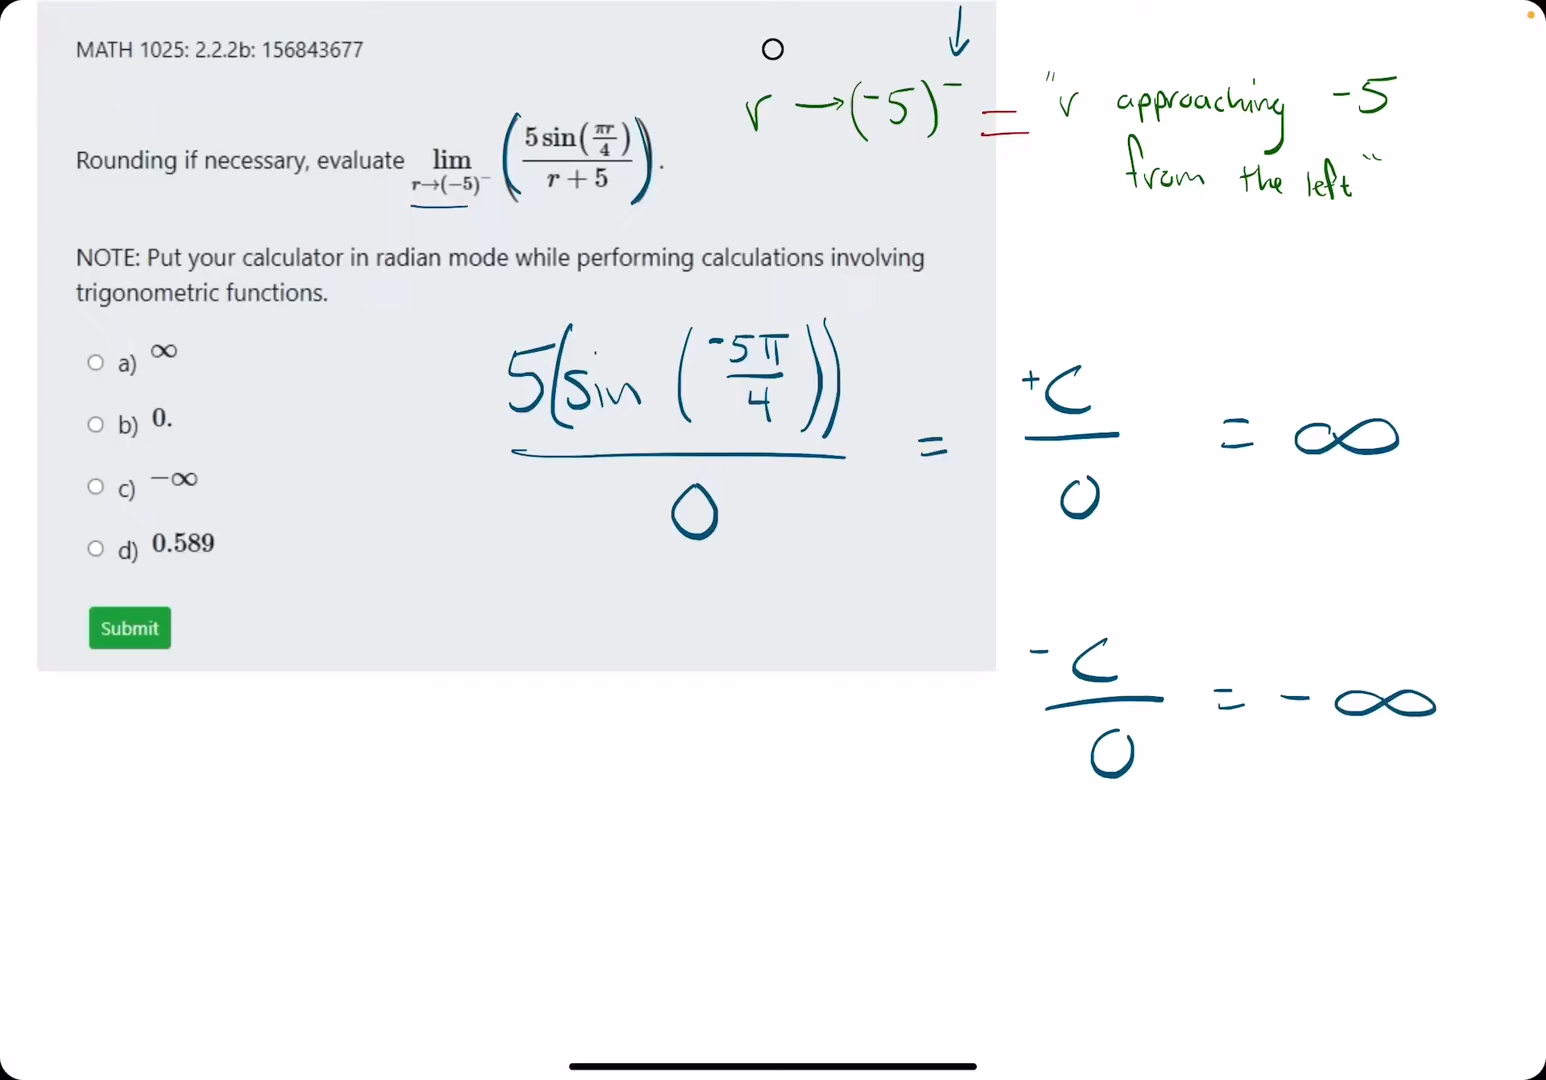 MATH 1025: 2.2.2b: 156843677
r → (-5)⁻ = "r approaching -5
from the left"
Rounding if necessary, evaluate lim r→(−5)⁻ (5 sin(πr/4) / r + 5).
NOTE: Put your calculator in radian mode while performing calculations involving
trigonometric functions.
a) ∞
b) 0.
c) −∞
d) 0.589
Submit
5(sin(-5π/4)) / 0 = +C / 0 = ∞
-C / 0 = -∞